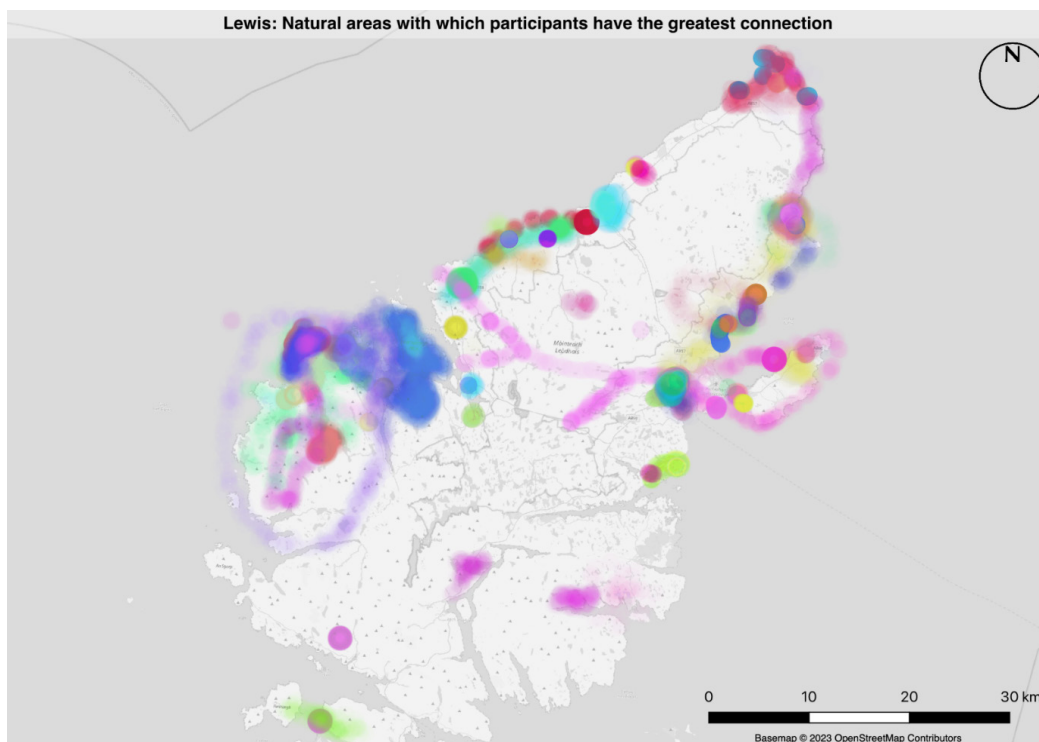 Lewis: Natural areas with which participants have the greatest connection
N
0 10 20 30 km
Basemap © 2023 OpenStreetMap Contributors